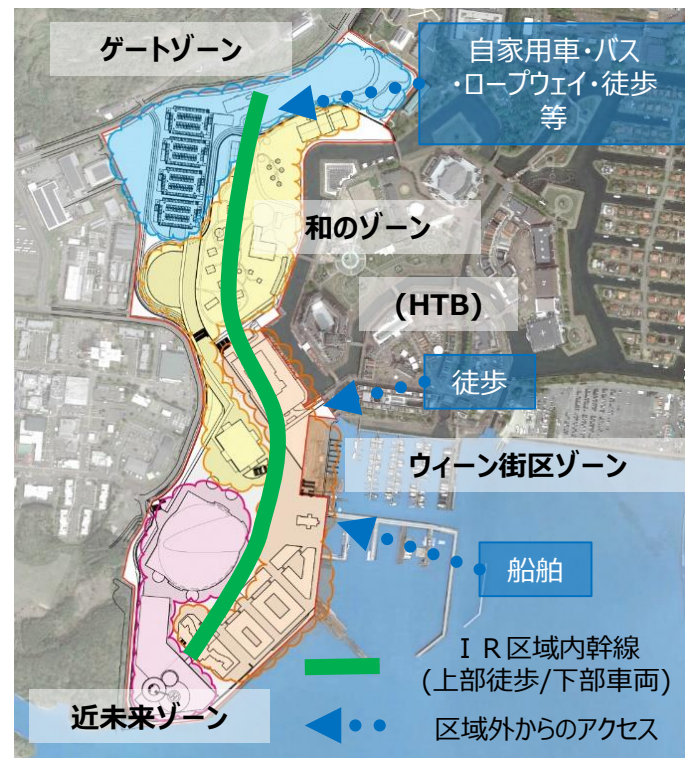 ゲートゾーン
自家用車・バス
・ロープウェイ・徒歩
等
和のゾーン
(HTB)
徒歩
ウィーン街区ゾーン
船舶
ＩＲ区域内幹線
(上部徒歩/下部車両)
近未来ゾーン
区域外からのアクセス